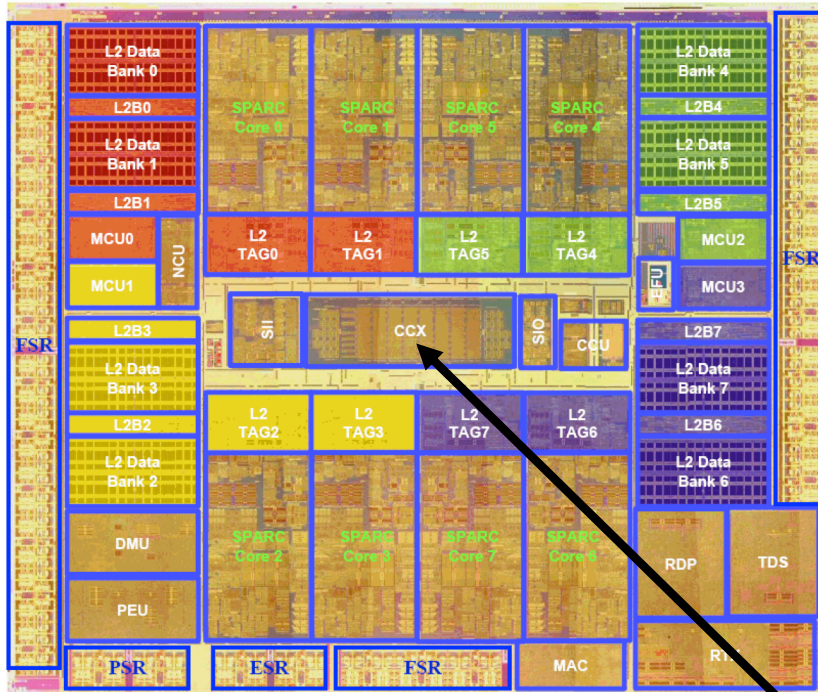 L2 Data
Bank 0
L2B0
L2 Data
Bank 1
L2B1
MCU0
MCU1
NCU
SPARC
Core 0
SPARC
Core 1
SPARC
Core 5
SPARC
Core 4
L2
TAG0
L2
TAG1
L2
TAG5
L2
TAG4
L2 Data
Bank 4
L2B4
L2 Data
Bank 5
L2B5
MCU2
EFU
MCU3
FSR
FSR
SII
CCX
SIO
CCU
L2B3
L2 Data
Bank 3
L2B2
L2 Data
Bank 2
DMU
PEU
L2
TAG2
L2
TAG3
L2
TAG7
L2
TAG6
SPARC
Core 2
SPARC
Core 3
SPARC
Core 7
SPARC
L2B7
L2 Data
Bank 7
L2B6
L2 Data
Bank 6
RDP
TDS
PSR
ESR
FSR
MAC